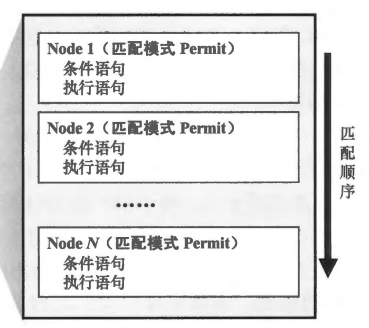 Node 1（匹配模式 Permit）
条件语句
执行语句
Node 2（匹配模式 Permit）
条件语句
执行语句
……
Node N（匹配模式 Permit）
条件语句
执行语句
匹配顺序